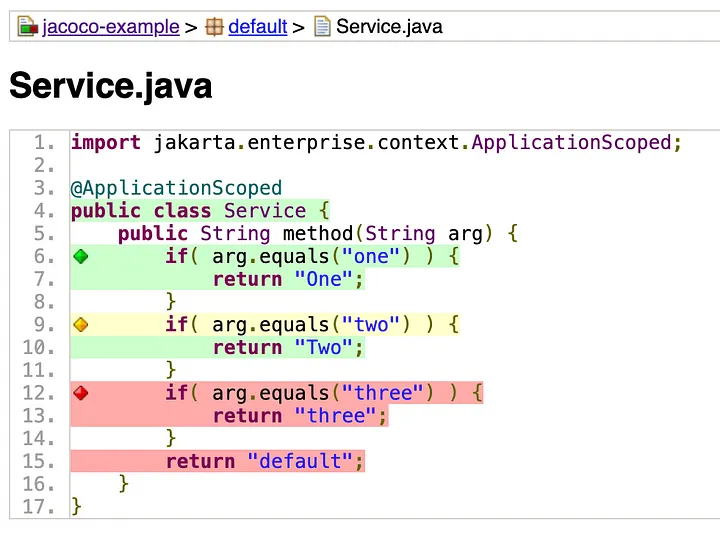 jacoco-example > default > Service.java
Service.java
1. import jakarta.enterprise.context.ApplicationScoped;
2.
3. @ApplicationScoped
4. public class Service {
5.     public String method(String arg) {
6.         if( arg.equals("one") ) {
7.             return "One";
8.         }
9.         if( arg.equals("two") ) {
10.             return "Two";
11.         }
12.         if( arg.equals("three") ) {
13.             return "three";
14.         }
15.         return "default";
16.     }
17. }